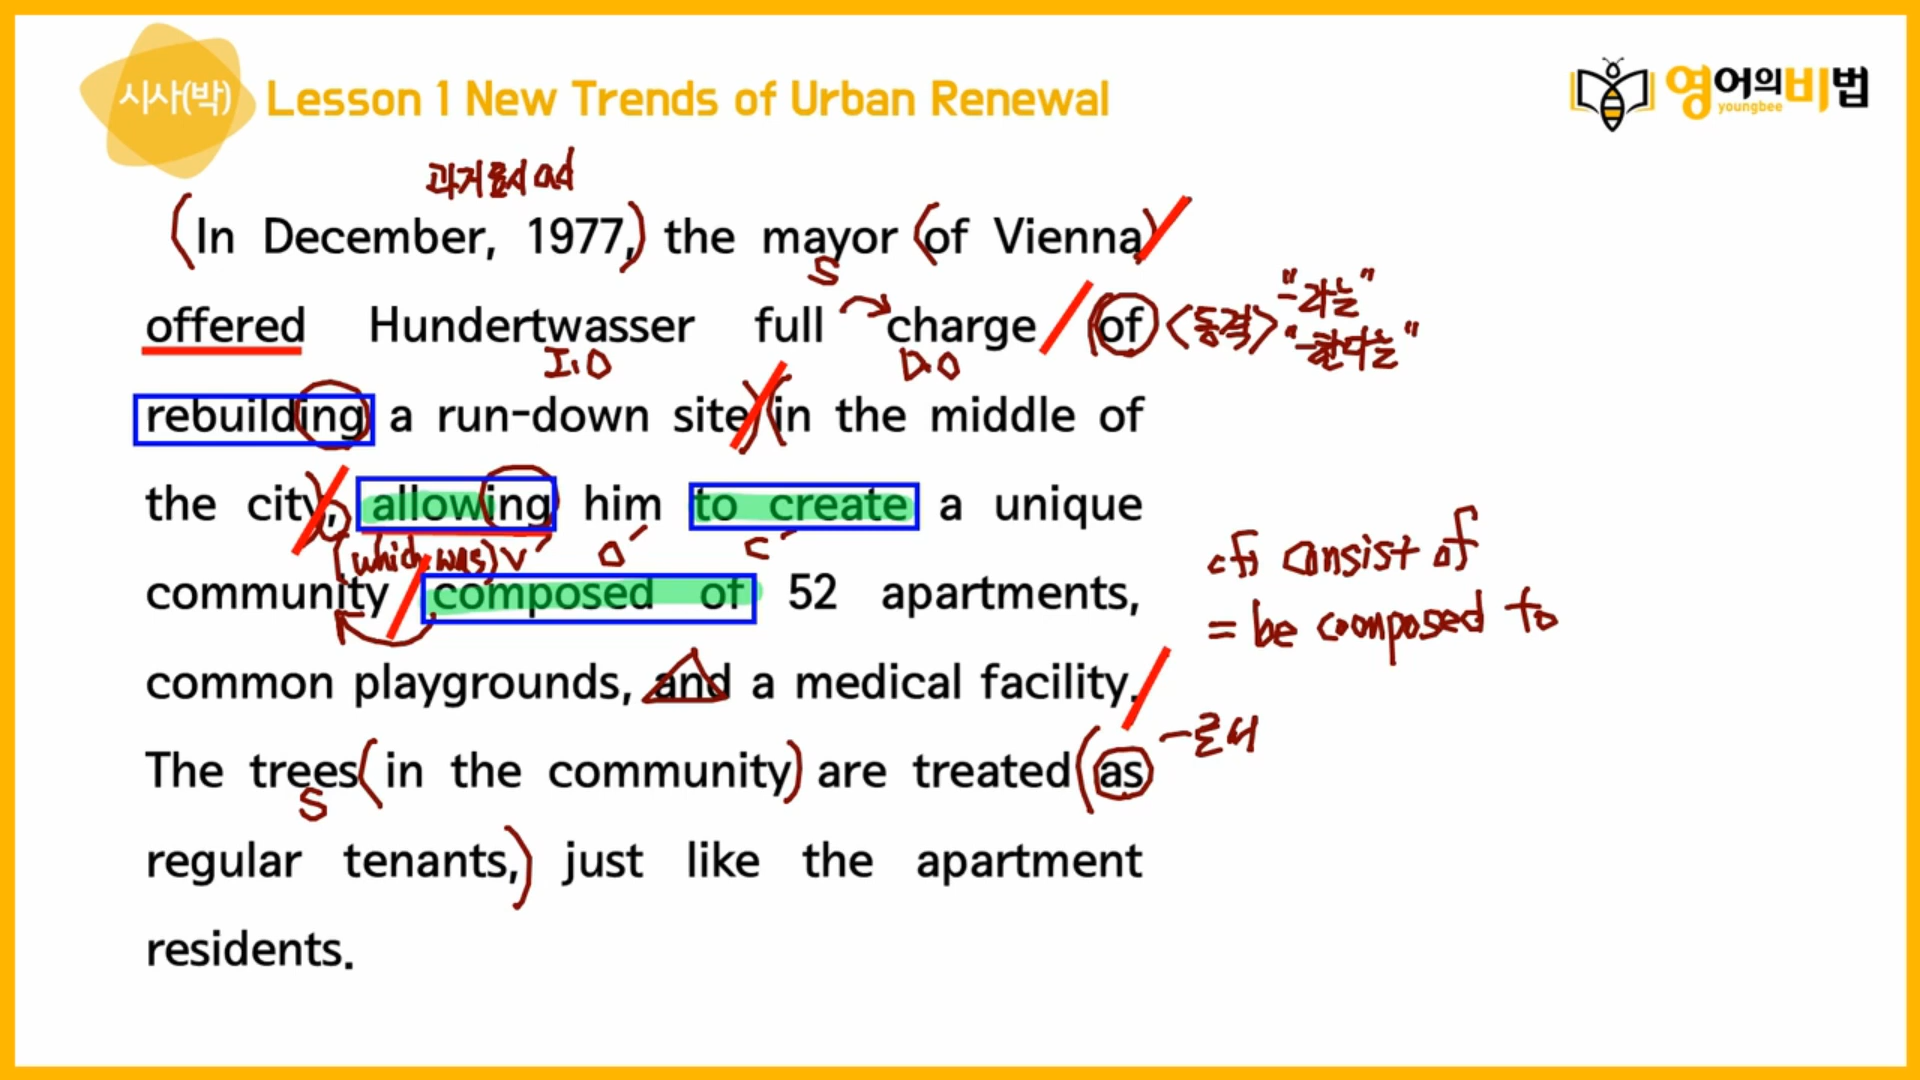 시사(박) Lesson 1 New Trends of Urban Renewal
영어의비법
youngbee
과거표시 ad
(In December, 1977,) the mayor (of Vienna)
S
offered Hundertwasser full charge (of <동격> "-라는"
"-한다는"
I.O D.O
rebuilding a run-down site) (in the middle of
the city), allowing him to create a unique
(which was) v' o' c'
community composed of 52 apartments,
cf) consist of
= be composed to
common playgrounds, and a medical facility.
The trees (in the community) are treated (as -로서
S
regular tenants,) just like the apartment
residents.